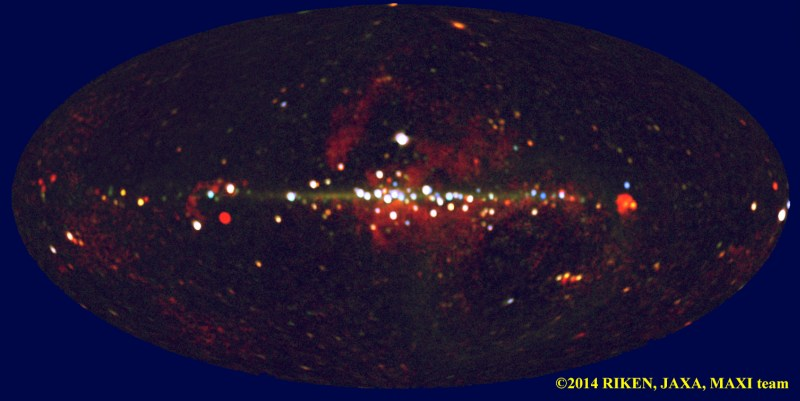 ©2014 RIKEN, JAXA, MAXI team